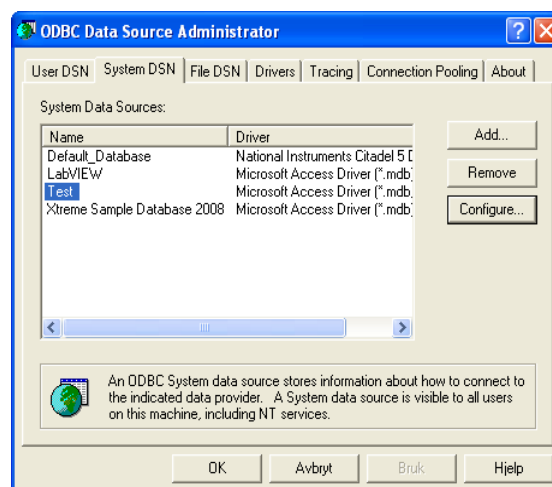 ODBC Data Source Administrator
User DSN System DSN File DSN Drivers Tracing Connection Pooling About
System Data Sources:
Name Driver
Default_Database National Instruments Citadel 5 D
LabVIEW Microsoft Access Driver (*.mdb)
Test Microsoft Access Driver (*.mdb)
Xtreme Sample Database 2008 Microsoft Access Driver (*.mdb)
Add...
Remove
Configure...
An ODBC System data source stores information about how to connect to
the indicated data provider. A System data source is visible to all users
on this machine, including NT services.
OK Avbryt Bruk Hjelp